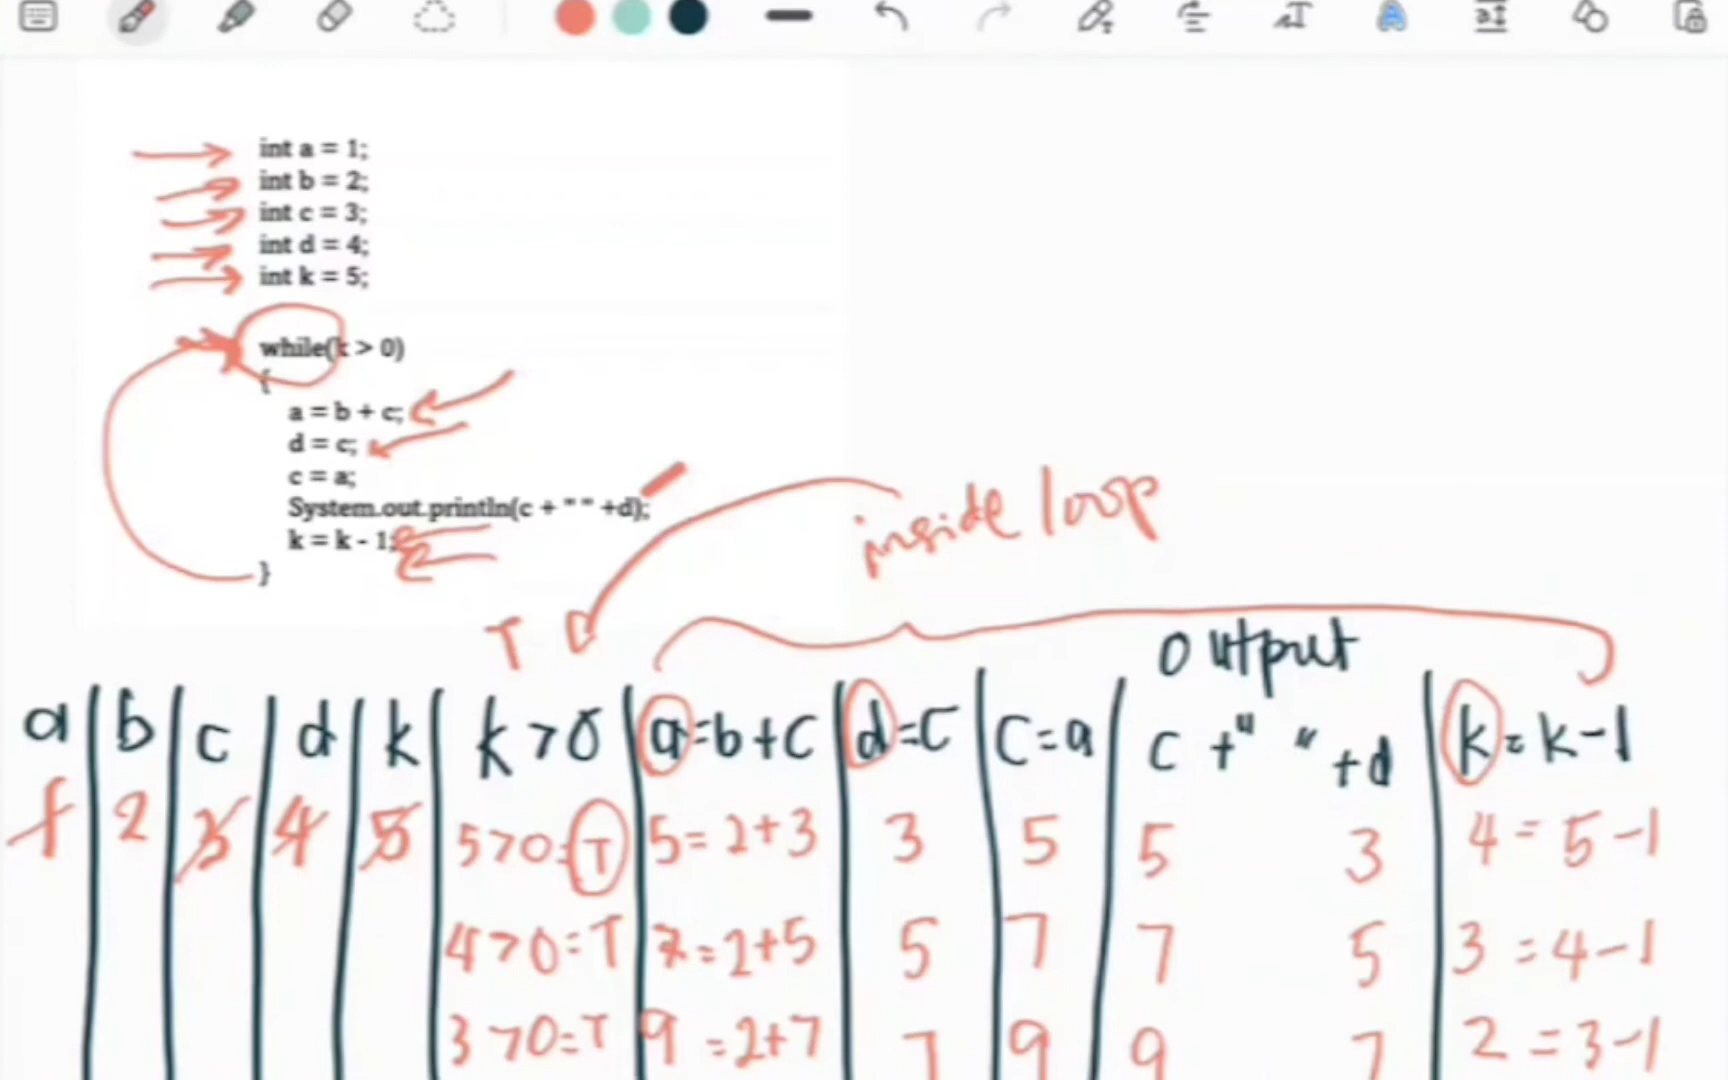 int a = 1;
int b = 2;
int c = 3;
int d = 4;
int k = 5;
while(k > 0)
{
a = b + c;
d = c;
c = a;
System.out.println(c + " " +d);
k = k - 1;
}
inside loop
T
output
a b c d k k>0 a=b+c d=c c=a c +" " +d k=k-1
1 2 3 4 5 5>0=T 5=2+3 3 5 5 3 4=5-1
4>0=T 7=2+5 5 7 7 5 3=4-1
3>0=T 9=2+7 7 9 9 7 2=3-1